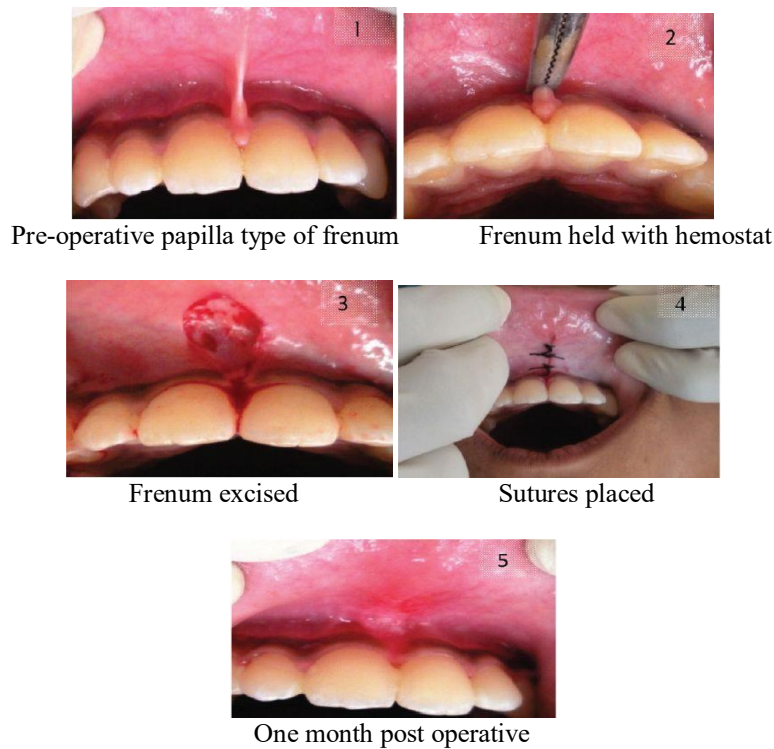 1
2
Pre-operative papilla type of frenum
Frenum held with hemostat
3
4
Frenum excised
Sutures placed
5
One month post operative